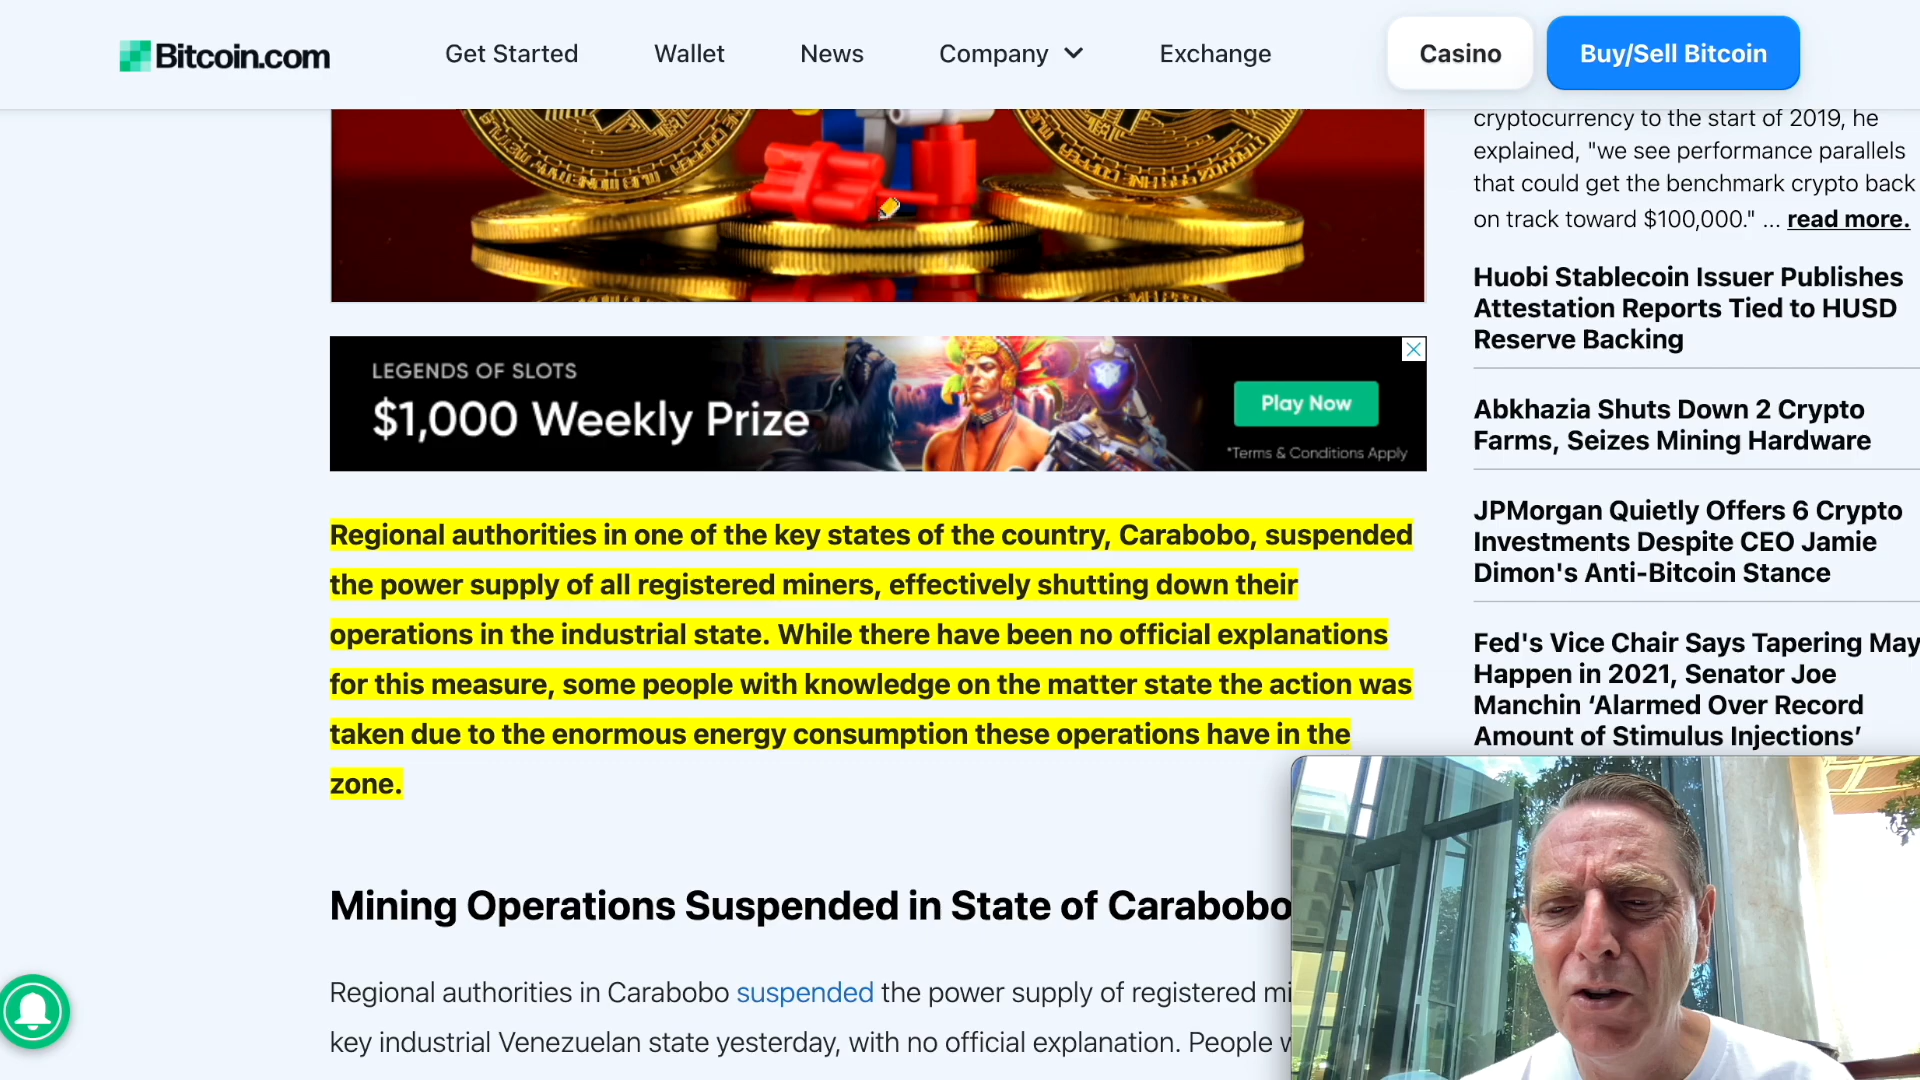 Bitcoin.com
Get Started
Wallet
News
Company
Exchange
Casino
Buy/Sell Bitcoin
LEGENDS OF SLOTS
$1,000 Weekly Prize
Play Now
*Terms & Conditions Apply
Regional authorities in one of the key states of the country, Carabobo, suspended
the power supply of all registered miners, effectively shutting down their
operations in the industrial state. While there have been no official explanations
for this measure, some people with knowledge on the matter state the action was
taken due to the enormous energy consumption these operations have in the
zone.
Mining Operations Suspended in State of Carabobo
Regional authorities in Carabobo suspended the power supply of registered mi
key industrial Venezuelan state yesterday, with no official explanation. People w
cryptocurrency to the start of 2019, he
explained, "we see performance parallels
that could get the benchmark crypto back
on track toward $100,000." ... read more.
Huobi Stablecoin Issuer Publishes
Attestation Reports Tied to HUSD
Reserve Backing
Abkhazia Shuts Down 2 Crypto
Farms, Seizes Mining Hardware
JPMorgan Quietly Offers 6 Crypto
Investments Despite CEO Jamie
Dimon's Anti-Bitcoin Stance
Fed's Vice Chair Says Tapering May
Happen in 2021, Senator Joe
Manchin ‘Alarmed Over Record
Amount of Stimulus Injections’